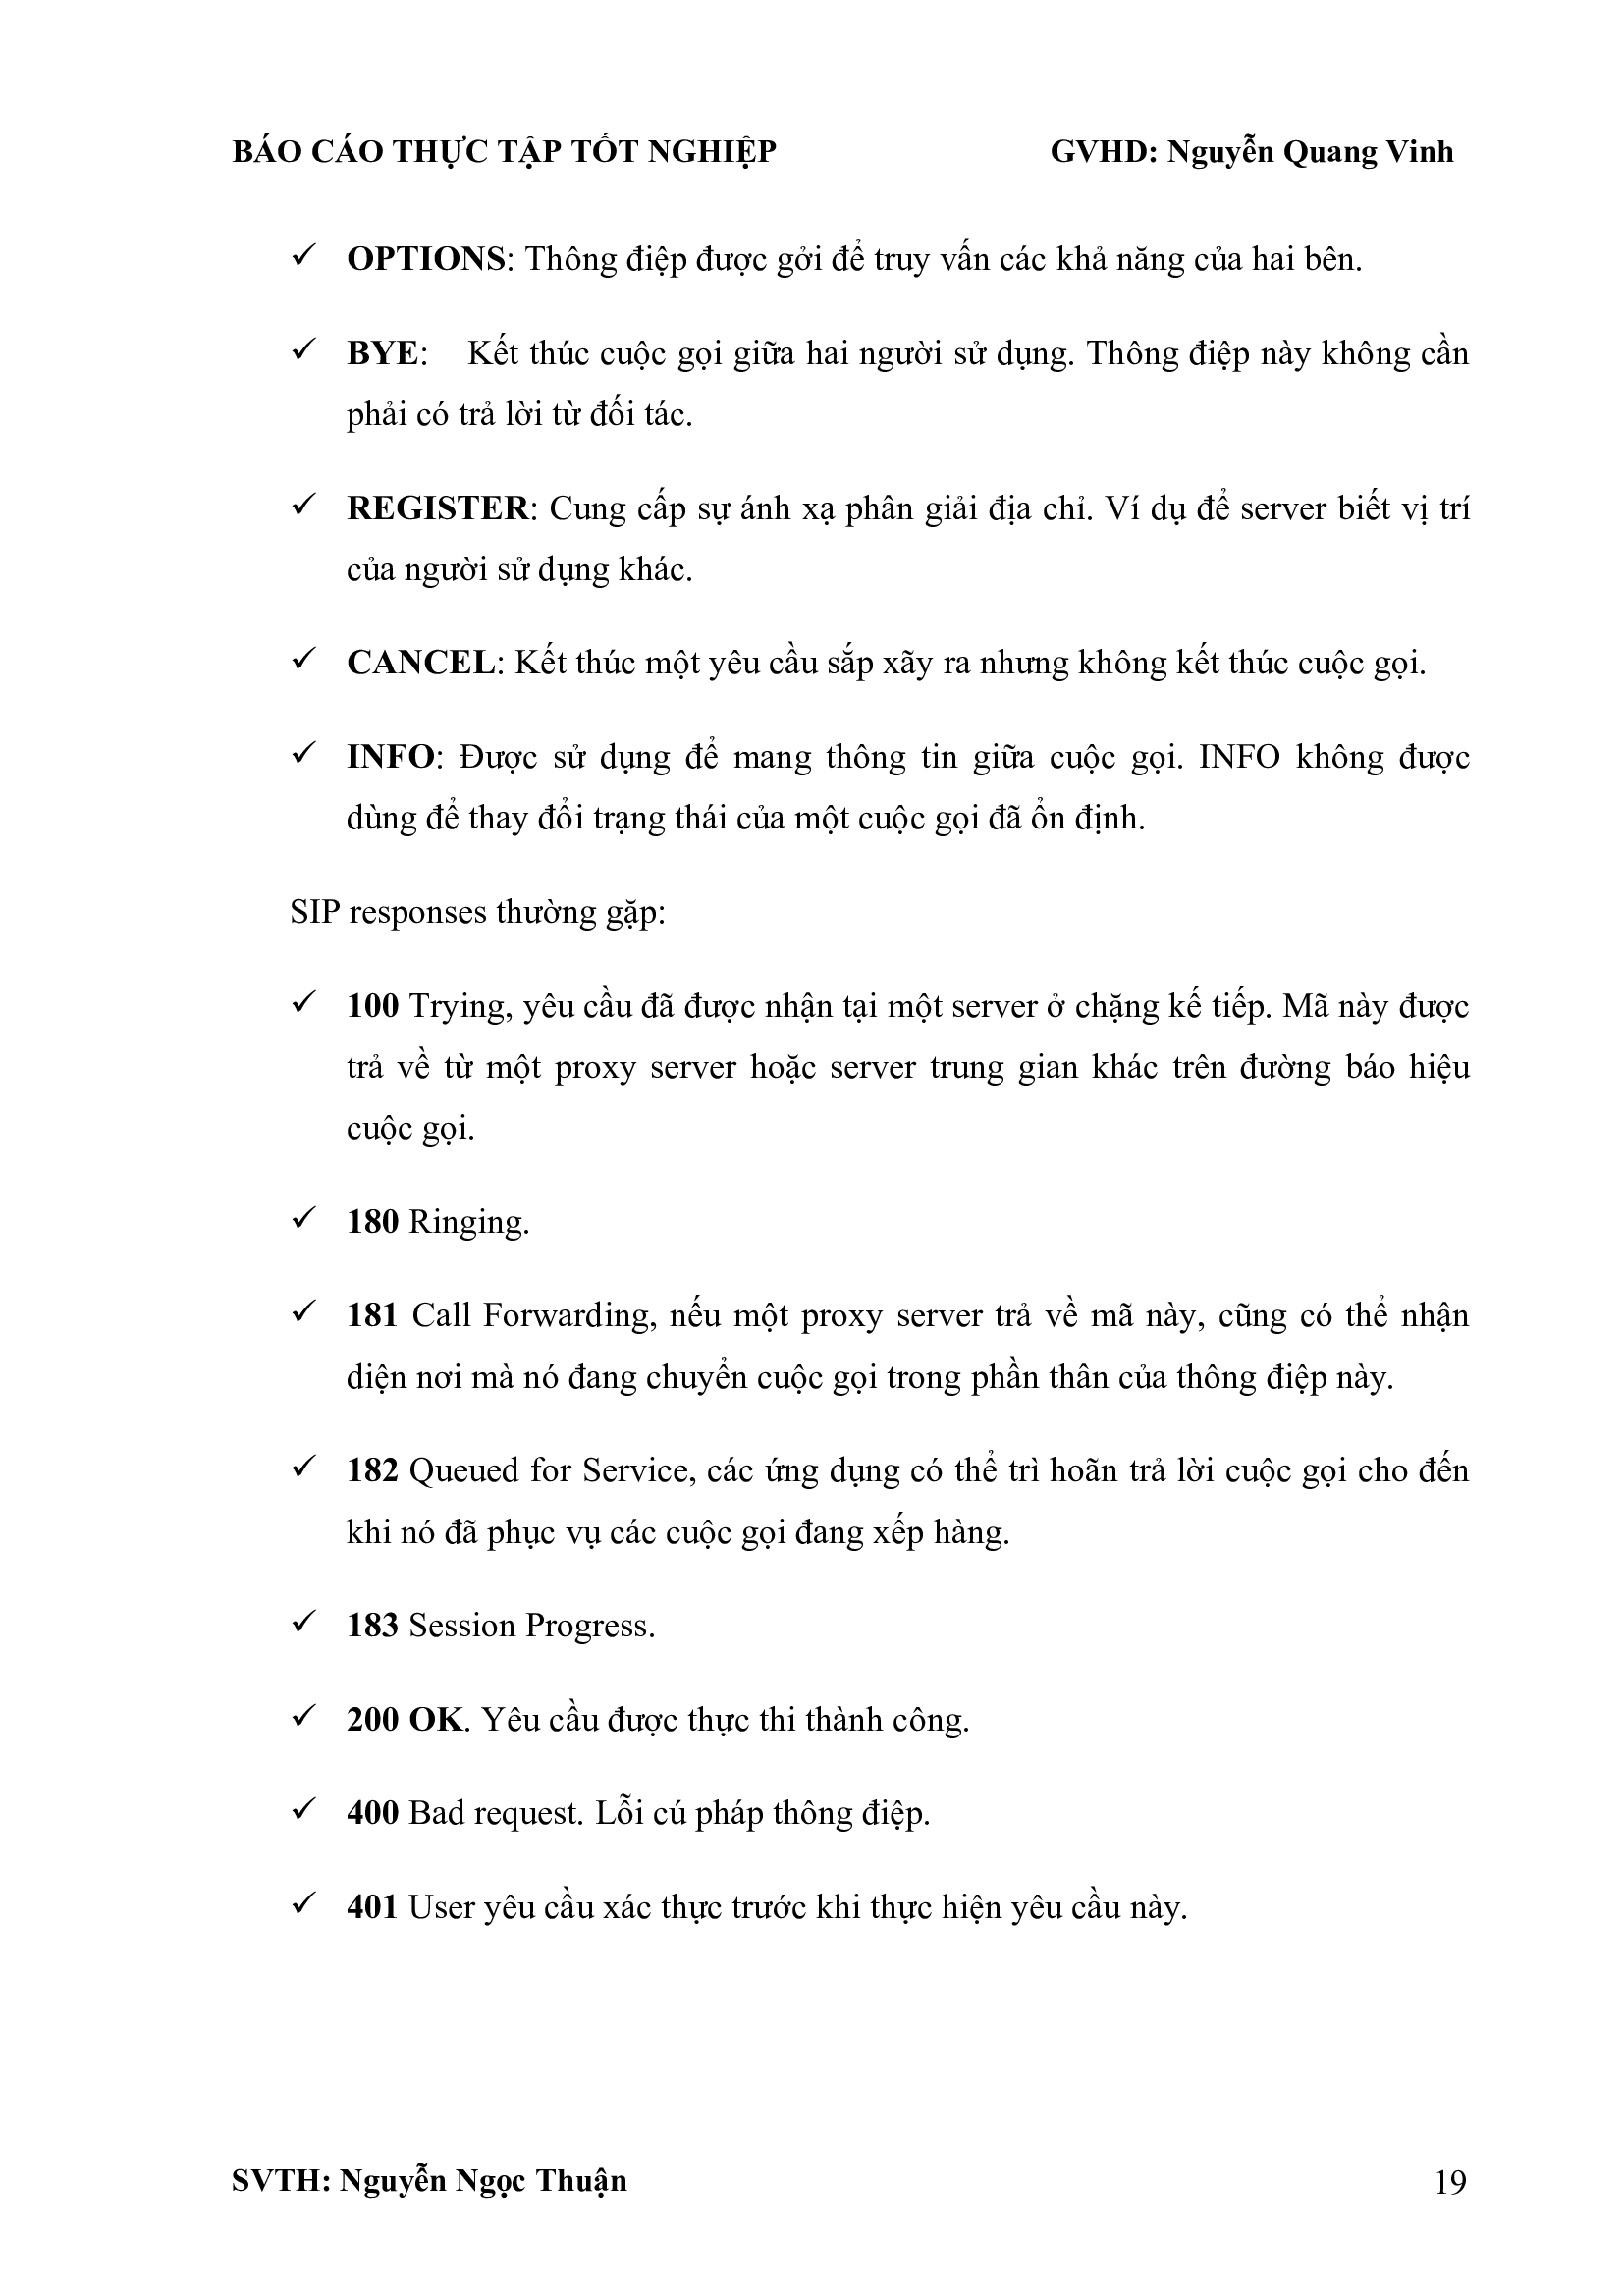 BÁO CÁO THỰC TẬP TỐT NGHIỆP GVHD: Nguyễn Quang Vinh
✓ OPTIONS: Thông điệp được gởi để truy vấn các khả năng của hai bên.
✓ BYE: Kết thúc cuộc gọi giữa hai người sử dụng. Thông điệp này không cần
phải có trả lời từ đối tác.
✓ REGISTER: Cung cấp sự ánh xạ phân giải địa chỉ. Ví dụ để server biết vị trí
của người sử dụng khác.
✓ CANCEL: Kết thúc một yêu cầu sắp xãy ra nhưng không kết thúc cuộc gọi.
✓ INFO: Được sử dụng để mang thông tin giữa cuộc gọi. INFO không được
dùng để thay đổi trạng thái của một cuộc gọi đã ổn định.
SIP responses thường gặp:
✓ 100 Trying, yêu cầu đã được nhận tại một server ở chặng kế tiếp. Mã này được
trả về từ một proxy server hoặc server trung gian khác trên đường báo hiệu
cuộc gọi.
✓ 180 Ringing.
✓ 181 Call Forwarding, nếu một proxy server trả về mã này, cũng có thể nhận
diện nơi mà nó đang chuyển cuộc gọi trong phần thân của thông điệp này.
✓ 182 Queued for Service, các ứng dụng có thể trì hoãn trả lời cuộc gọi cho đến
khi nó đã phục vụ các cuộc gọi đang xếp hàng.
✓ 183 Session Progress.
✓ 200 OK. Yêu cầu được thực thi thành công.
✓ 400 Bad request. Lỗi cú pháp thông điệp.
✓ 401 User yêu cầu xác thực trước khi thực hiện yêu cầu này.
SVTH: Nguyễn Ngọc Thuận 19